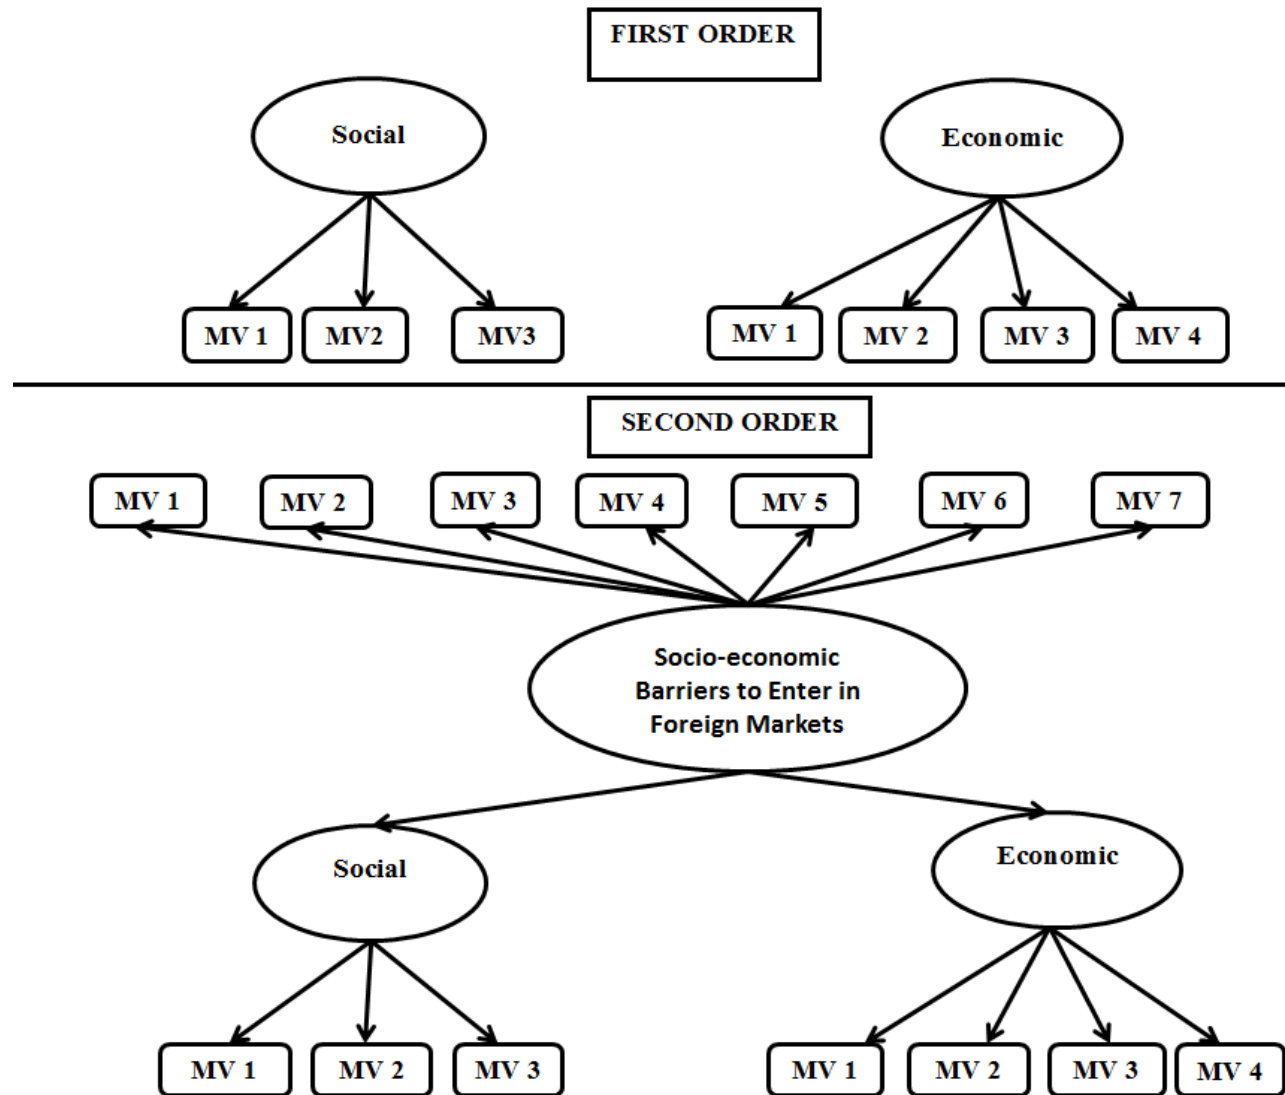 FIRST ORDER
Social
Economic
MV 1
MV2
MV3
MV 1
MV 2
MV 3
MV 4
SECOND ORDER
MV 1
MV 2
MV 3
MV 4
MV 5
MV 6
MV 7
Socio-economic
Barriers to Enter in
Foreign Markets
Social
Economic
MV 1
MV 2
MV 3
MV 1
MV 2
MV 3
MV 4